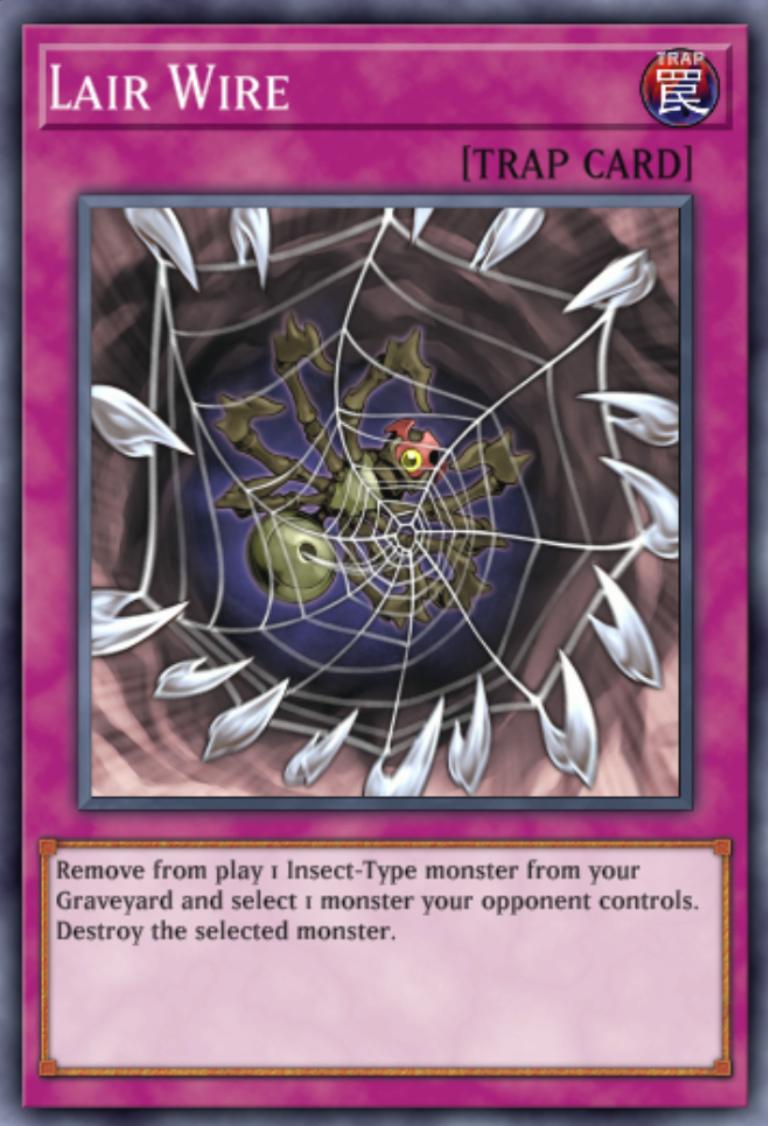 Lair Wire
TRAP
罠
[TRAP CARD]
Remove from play 1 Insect-Type monster from your
Graveyard and select 1 monster your opponent controls.
Destroy the selected monster.